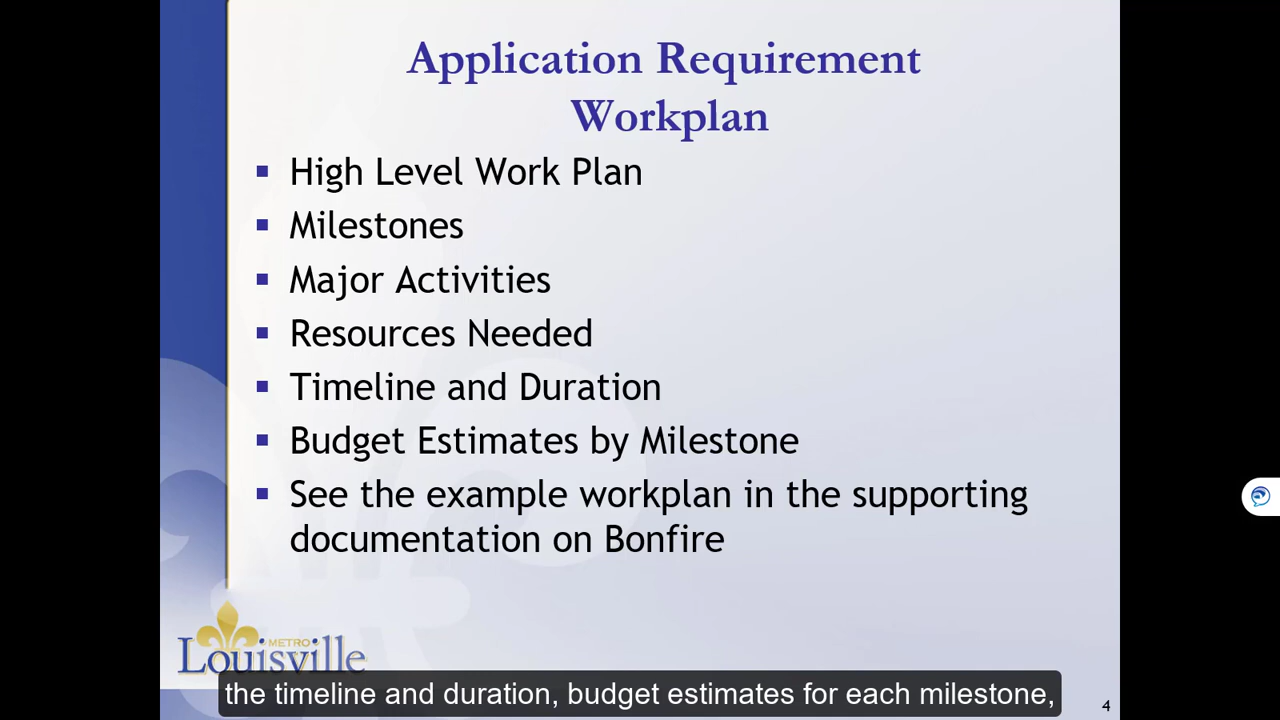 Application Requirement
Workplan
▪ High Level Work Plan
▪ Milestones
▪ Major Activities
▪ Resources Needed
▪ Timeline and Duration
▪ Budget Estimates by Milestone
▪ See the example workplan in the supporting
documentation on Bonfire
METRO
Louisville
the timeline and duration, budget estimates for each milestone,
4